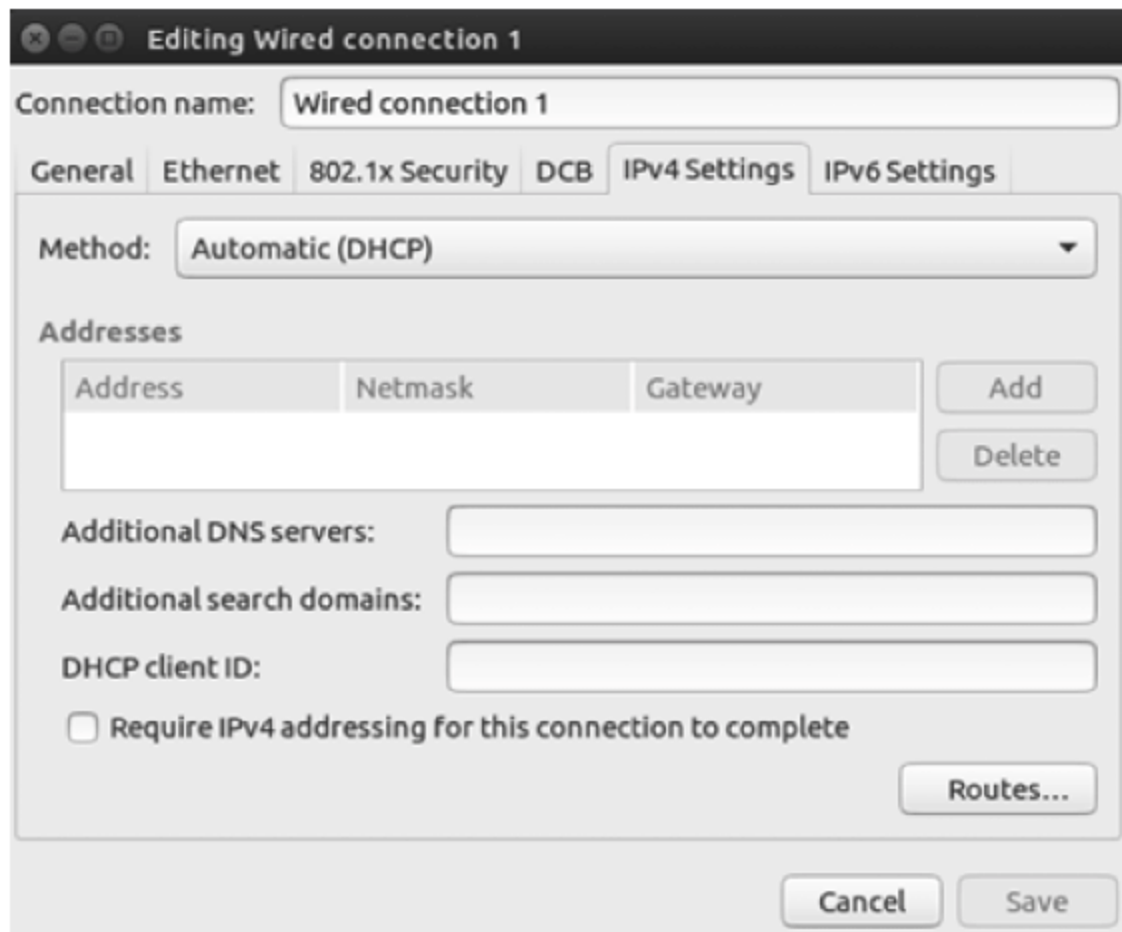 Editing Wired connection 1
Connection name: Wired connection 1
General Ethernet 802.1x Security DCB IPv4 Settings IPv6 Settings
Method: Automatic (DHCP)
Addresses
Address Netmask Gateway Add
Delete
Additional DNS servers:
Additional search domains:
DHCP client ID:
Require IPv4 addressing for this connection to complete
Routes...
Cancel Save